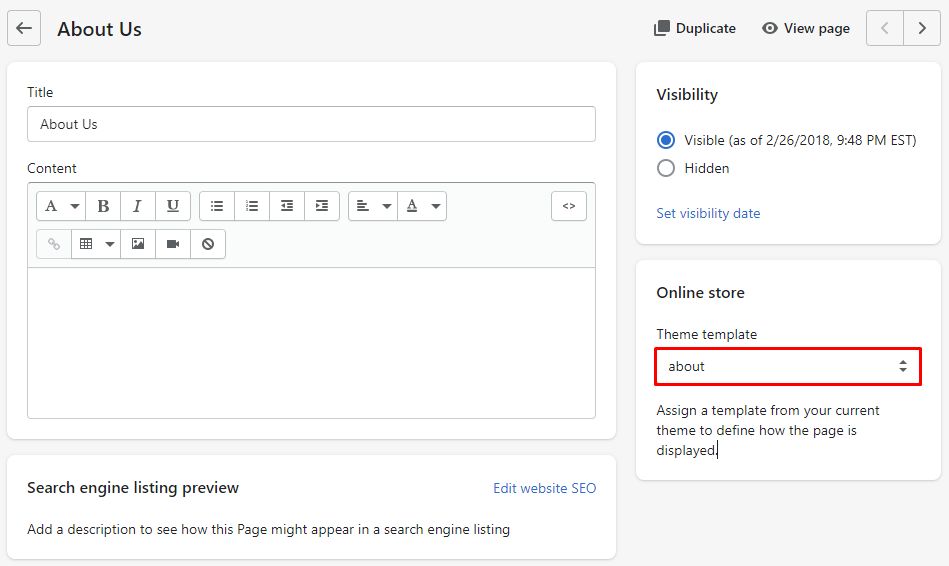 About Us
Duplicate
View page
Title
About Us
Content
A
B
I
U
A
<>
Search engine listing preview
Edit website SEO
Add a description to see how this Page might appear in a search engine listing
Visibility
Visible (as of 2/26/2018, 9:48 PM EST)
Hidden
Set visibility date
Online store
Theme template
about
Assign a template from your current
theme to define how the page is
displayed.